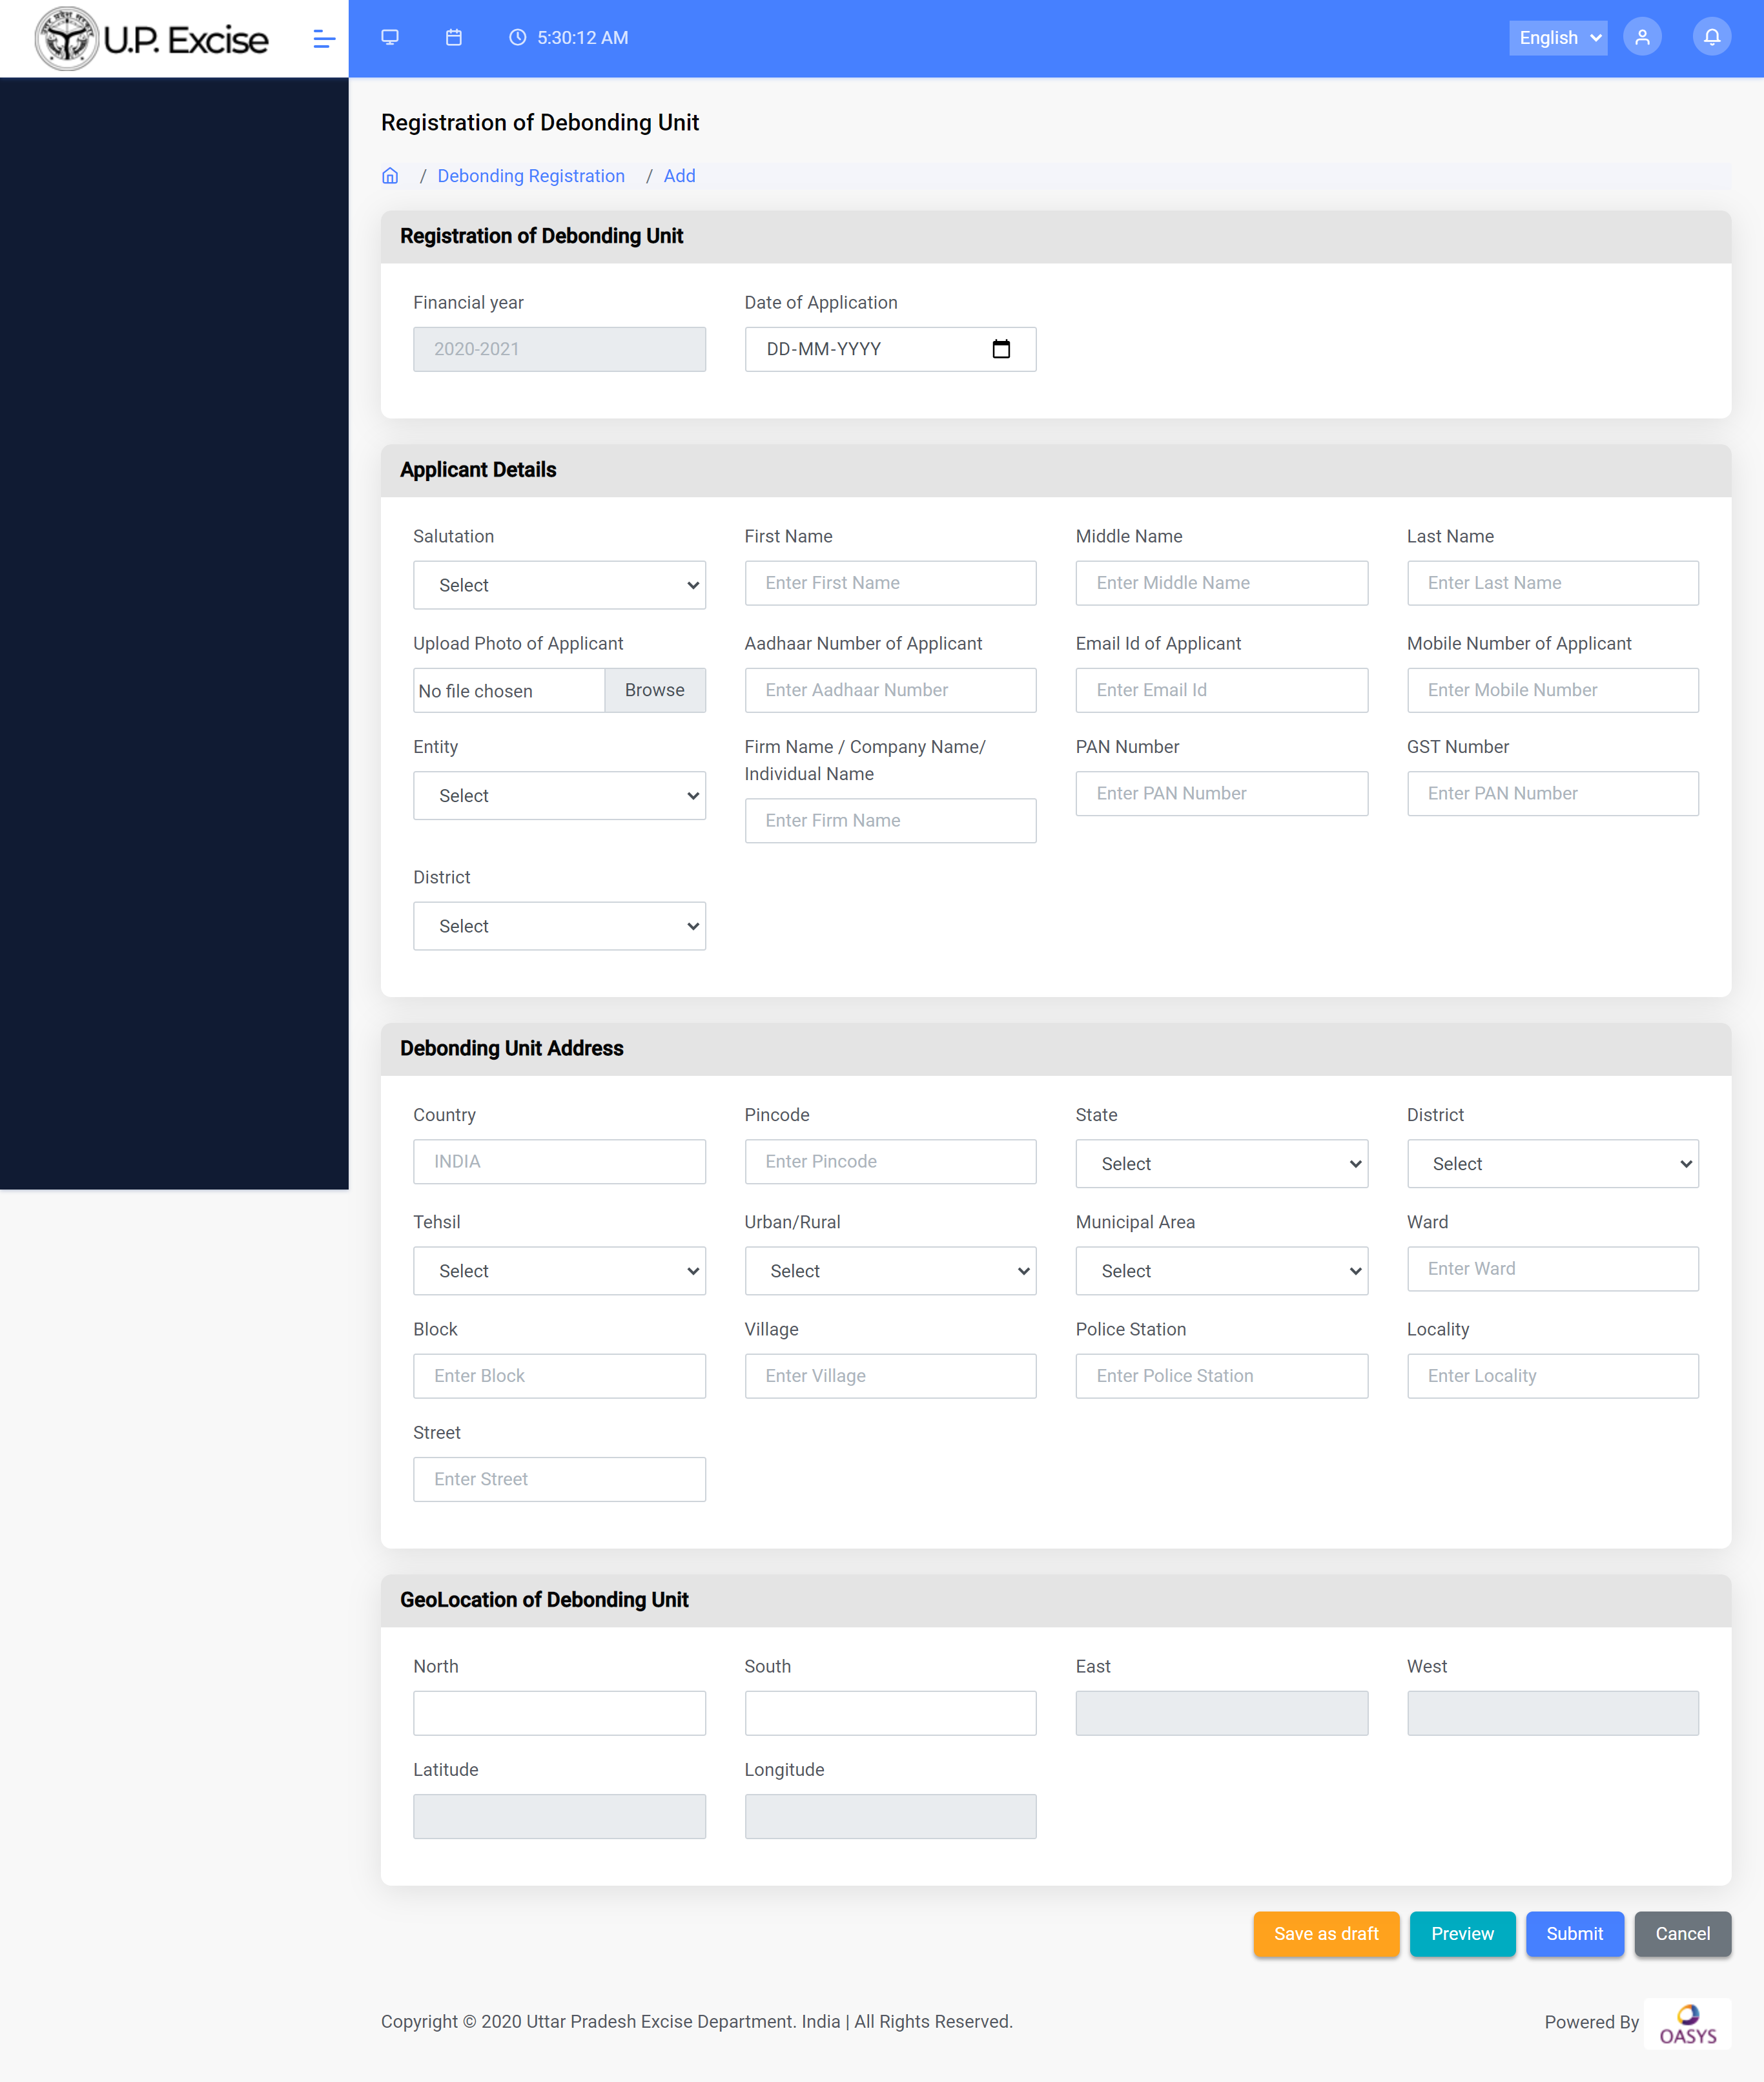 U.P. Excise
5:30:12 AM
English
Registration of Debonding Unit
/ Debonding Registration / Add
Registration of Debonding Unit
Financial year Date of Application
2020-2021 DD-MM-YYYY
Applicant Details
Salutation First Name Middle Name Last Name
Select Enter First Name Enter Middle Name Enter Last Name
Upload Photo of Applicant Aadhaar Number of Applicant Email Id of Applicant Mobile Number of Applicant
No file chosen Browse Enter Aadhaar Number Enter Email Id Enter Mobile Number
Entity Firm Name / Company Name/ PAN Number GST Number
Individual Name
Select Enter Firm Name Enter PAN Number Enter PAN Number
District
Select
Debonding Unit Address
Country Pincode State District
INDIA Enter Pincode Select Select
Tehsil Urban/Rural Municipal Area Ward
Select Select Select Enter Ward
Block Village Police Station Locality
Enter Block Enter Village Enter Police Station Enter Locality
Street
Enter Street
GeoLocation of Debonding Unit
North South East West
Latitude Longitude
Save as draft Preview Submit Cancel
Copyright © 2020 Uttar Pradesh Excise Department. India | All Rights Reserved. Powered By OASYS